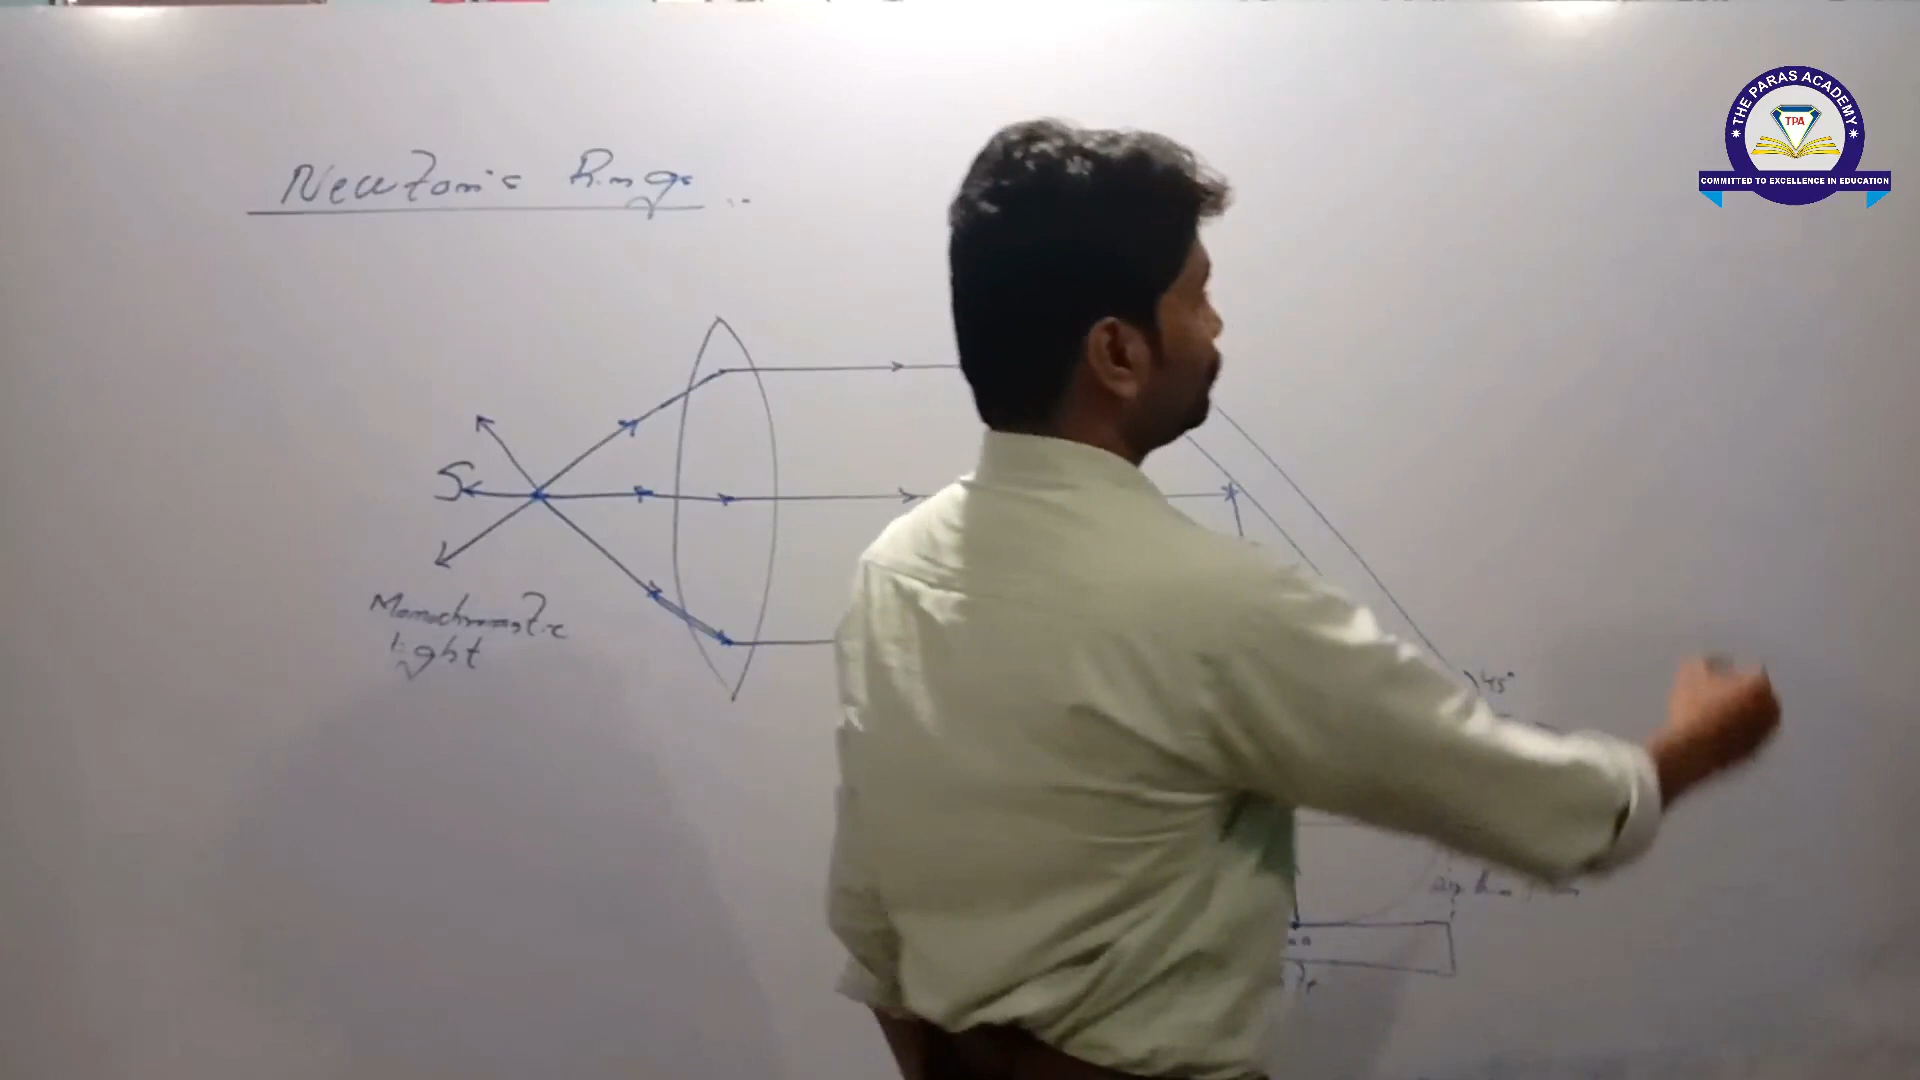 Newton's Rings ..
S
Monochromatic
light
45°
THE PARAS ACADEMY
TPA
COMMITTED TO EXCELLENCE IN EDUCATION